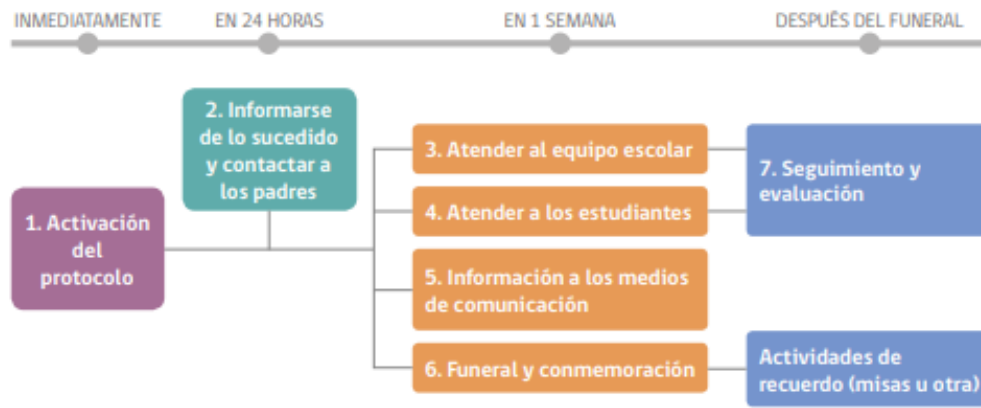 INMEDIATAMENTE
EN 24 HORAS
EN 1 SEMANA
DESPUÉS DEL FUNERAL
1. Activación
del
protocolo
2. Informarse
de lo sucedido
y contactar a
los padres
3. Atender al equipo escolar
4. Atender a los estudiantes
5. Información a los medios
de comunicación
6. Funeral y conmemoración
7. Seguimiento y
evaluación
Actividades de
recuerdo (misas u otra)